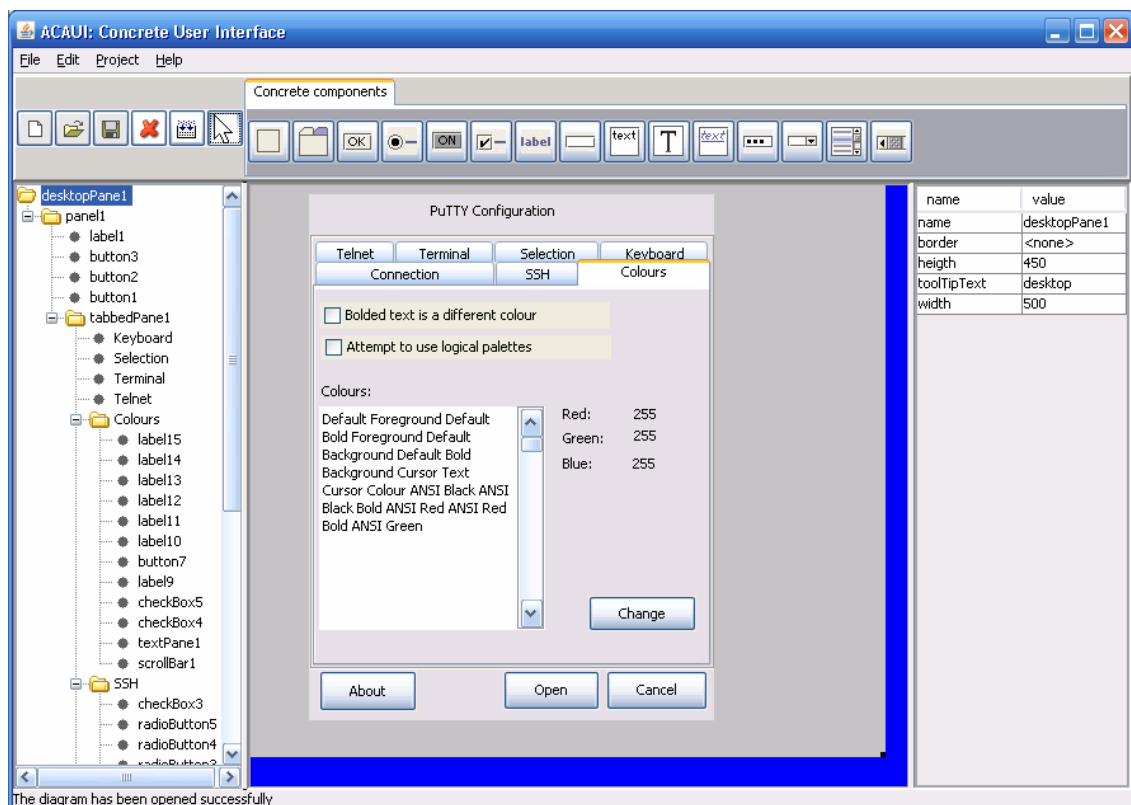 ACAUI: Concrete User Interface
File Edit Project Help
Concrete components
OK
ON
label
text
T
text
desktopPane1
panel1
label1
button3
button2
button1
tabbedPane1
Keyboard
Selection
Terminal
Telnet
Colours
label15
label14
label13
label12
label11
label10
button7
label9
checkBox5
checkBox4
textPane1
scrollBar1
SSH
checkBox3
radioButton5
radioButton4
radioButton3
PuTTY Configuration
Telnet Terminal Selection Keyboard
Connection SSH Colours
Bolded text is a different colour
Attempt to use logical palettes
Colours:
Default Foreground Default
Bold Foreground Default
Background Default Bold
Background Cursor Text
Cursor Colour ANSI Black ANSI
Black Bold ANSI Red ANSI Red
Bold ANSI Green
Red: 255
Green: 255
Blue: 255
Change
About Open Cancel
name value
name desktopPane1
border <none>
heigth 450
toolTipText desktop
width 500
The diagram has been opened successfully